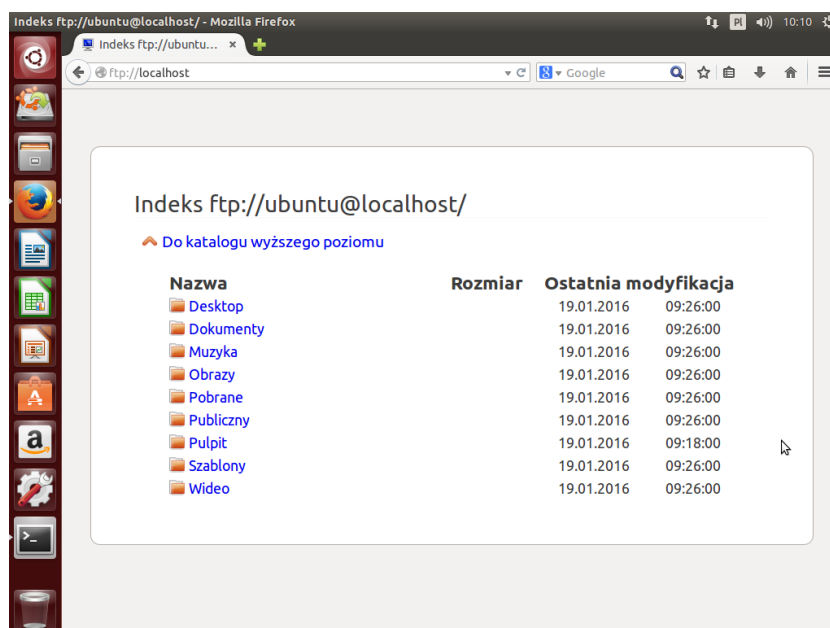 Indeks ftp://ubuntu@localhost/ - Mozilla Firefox
Pl 10:10
Indeks ftp://ubuntu...
ftp://localhost Google
Indeks ftp://ubuntu@localhost/
Do katalogu wyższego poziomu
Nazwa Rozmiar Ostatnia modyfikacja
Desktop 19.01.2016 09:26:00
Dokumenty 19.01.2016 09:26:00
Muzyka 19.01.2016 09:26:00
Obrazy 19.01.2016 09:26:00
Pobrane 19.01.2016 09:26:00
Publiczny 19.01.2016 09:26:00
Pulpit 19.01.2016 09:18:00
Szablony 19.01.2016 09:26:00
Wideo 19.01.2016 09:26:00